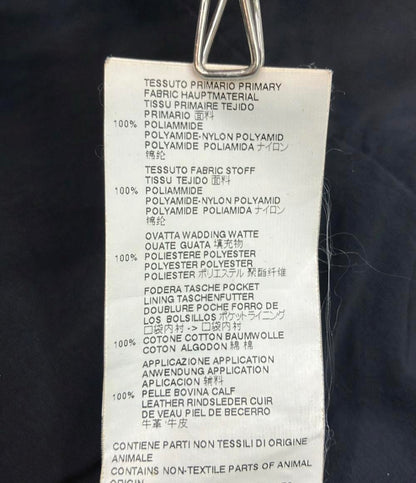 TESSUTO PRIMARIO PRIMARY
FABRIC HAUPTMATERIAL
TISSU PRIMAIRE TEJIDO
PRIMARIO 面料
100% POLIAMMIDE
POLYAMIDE-NYLON POLYAMID
POLYAMIDE POLIAMIDA ナイロン
锦纶
TESSUTO FABRIC STOFF
TISSU TEJIDO 面料
100% POLIAMMIDE
POLYAMIDE-NYLON POLYAMID
POLYAMIDE POLIAMIDA ナイロン
锦纶
OVATTA WADDING WATTE
OUATE GUATA 填充物
100% POLIESTERE POLYESTER
POLYESTER POLYESTER
POLIESTER ポリエステル 聚酯纤维
FODERA TASCHE POCKET
LINING TASCHENFUTTER
DOUBLURE POCHE FORRO DE
LOS BOLSILLOS ポケットライニング
口袋内衬 -> 口袋内衬
100% COTONE COTTON BAUMWOLLE
COTON ALGODON 綿 棉
APPLICAZIONE APPLICATION
ANWENDUNG APPLICATION
APLICACION 辅料
100% PELLE BOVINA CALF
LEATHER RINDSLEDER CUIR
DE VEAU PIEL DE BECERRO
牛革 牛皮
CONTIENE PARTI NON TESSILI DI ORIGINE
ANIMALE
CONTAINS NON-TEXTILE PARTS OF ANIMAL
ORIGIN